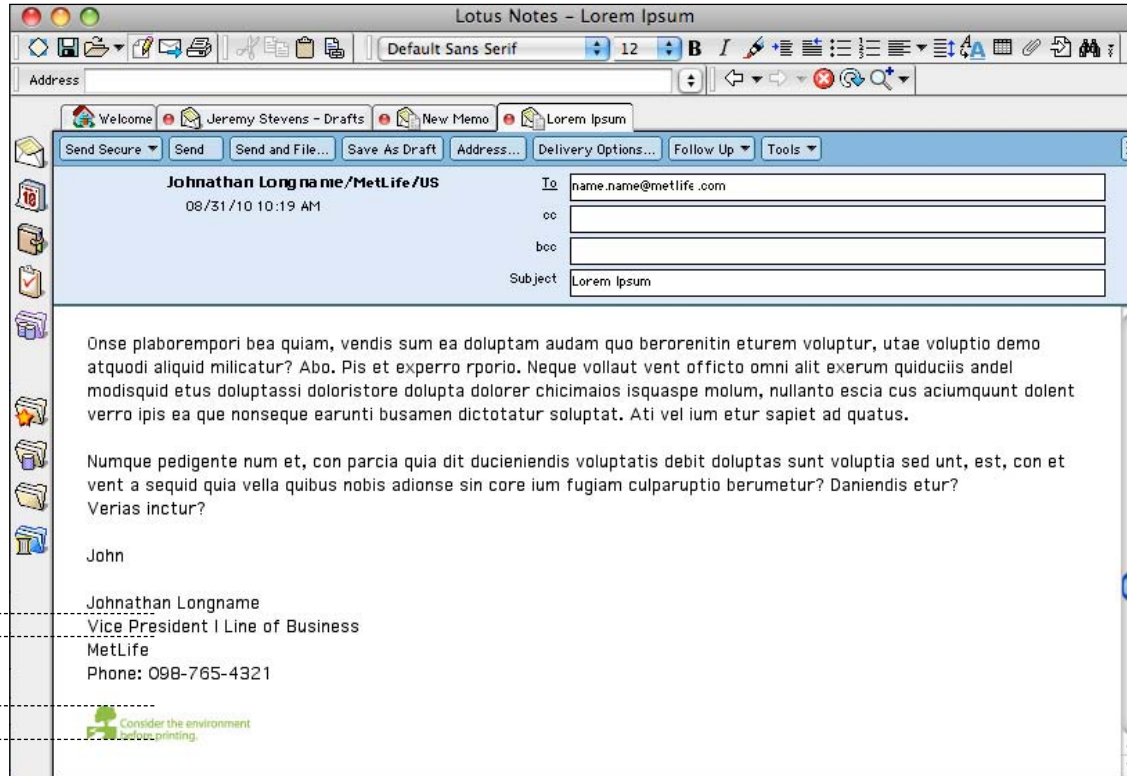 Lotus Notes – Lorem Ipsum
Default Sans Serif 12 B I
Address
Welcome Jeremy Stevens – Drafts New Memo Lorem Ipsum
Send Secure Send Send and File... Save As Draft Address... Delivery Options... Follow Up Tools
Johnathan Longname/MetLife/US To name.name@metlife.com
08/31/10 10:19 AM
cc
bcc
Subject Lorem Ipsum
Onse plaborempori bea quiam, vendis sum ea doluptam audam quo berorenitin eturem voluptur, utae voluptio demo
atquodi aliquid milicatur? Abo. Pis et experro rporio. Neque vollaut vent officto omni alit exerum quiduciis andel
modisquid etus doluptassi doloristore dolupta dolorer chicimaios isquaspe molum, nullanto escia cus aciumquunt dolent
verro ipis ea que nonseque earunti busamen dictotatur soluptat. Ati vel ium etur sapiet ad quatus.
Numque pedigente num et, con parcia quia dit ducieniendis voluptatis debit doluptas sunt voluptia sed unt, est, con et
vent a sequid quia vella quibus nobis adionse sin core ium fugiam culparuptio berumetur? Daniendis etur?
Verias inctur?
John
Johnathan Longname
Vice President | Line of Business
MetLife
Phone: 098-765-4321
Consider the environment
before printing.